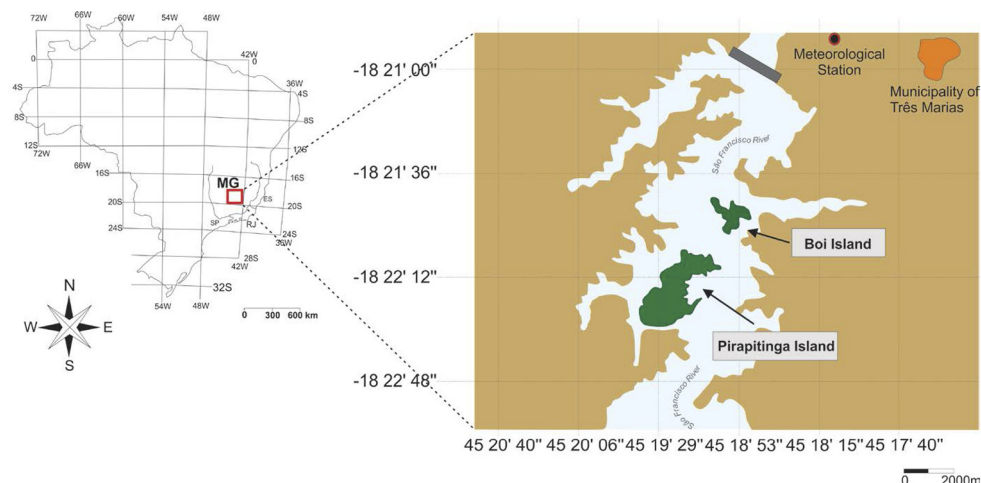 72W
66W
60W
54W
48W
42W
0
0
36W
4S
4S
8S
8S
12S
12S
72W
66W
16S
16S
MG
20S
20S
ES
SP
RJ
24S
24S
36W
28S
42W
32S
54W
48W
N
W
E
S
0 300 600 km
-18 21' 00"
-18 21' 36"
-18 22' 12"
-18 22' 48"
Meteorological
Station
Municipality of
Três Marias
São Francisco River
Boi Island
Pirapitinga Island
São Francisco River
45 20' 40" 45 20' 06" 45 19' 29" 45 18' 53" 45 18' 15" 45 17' 40"
0 2000m